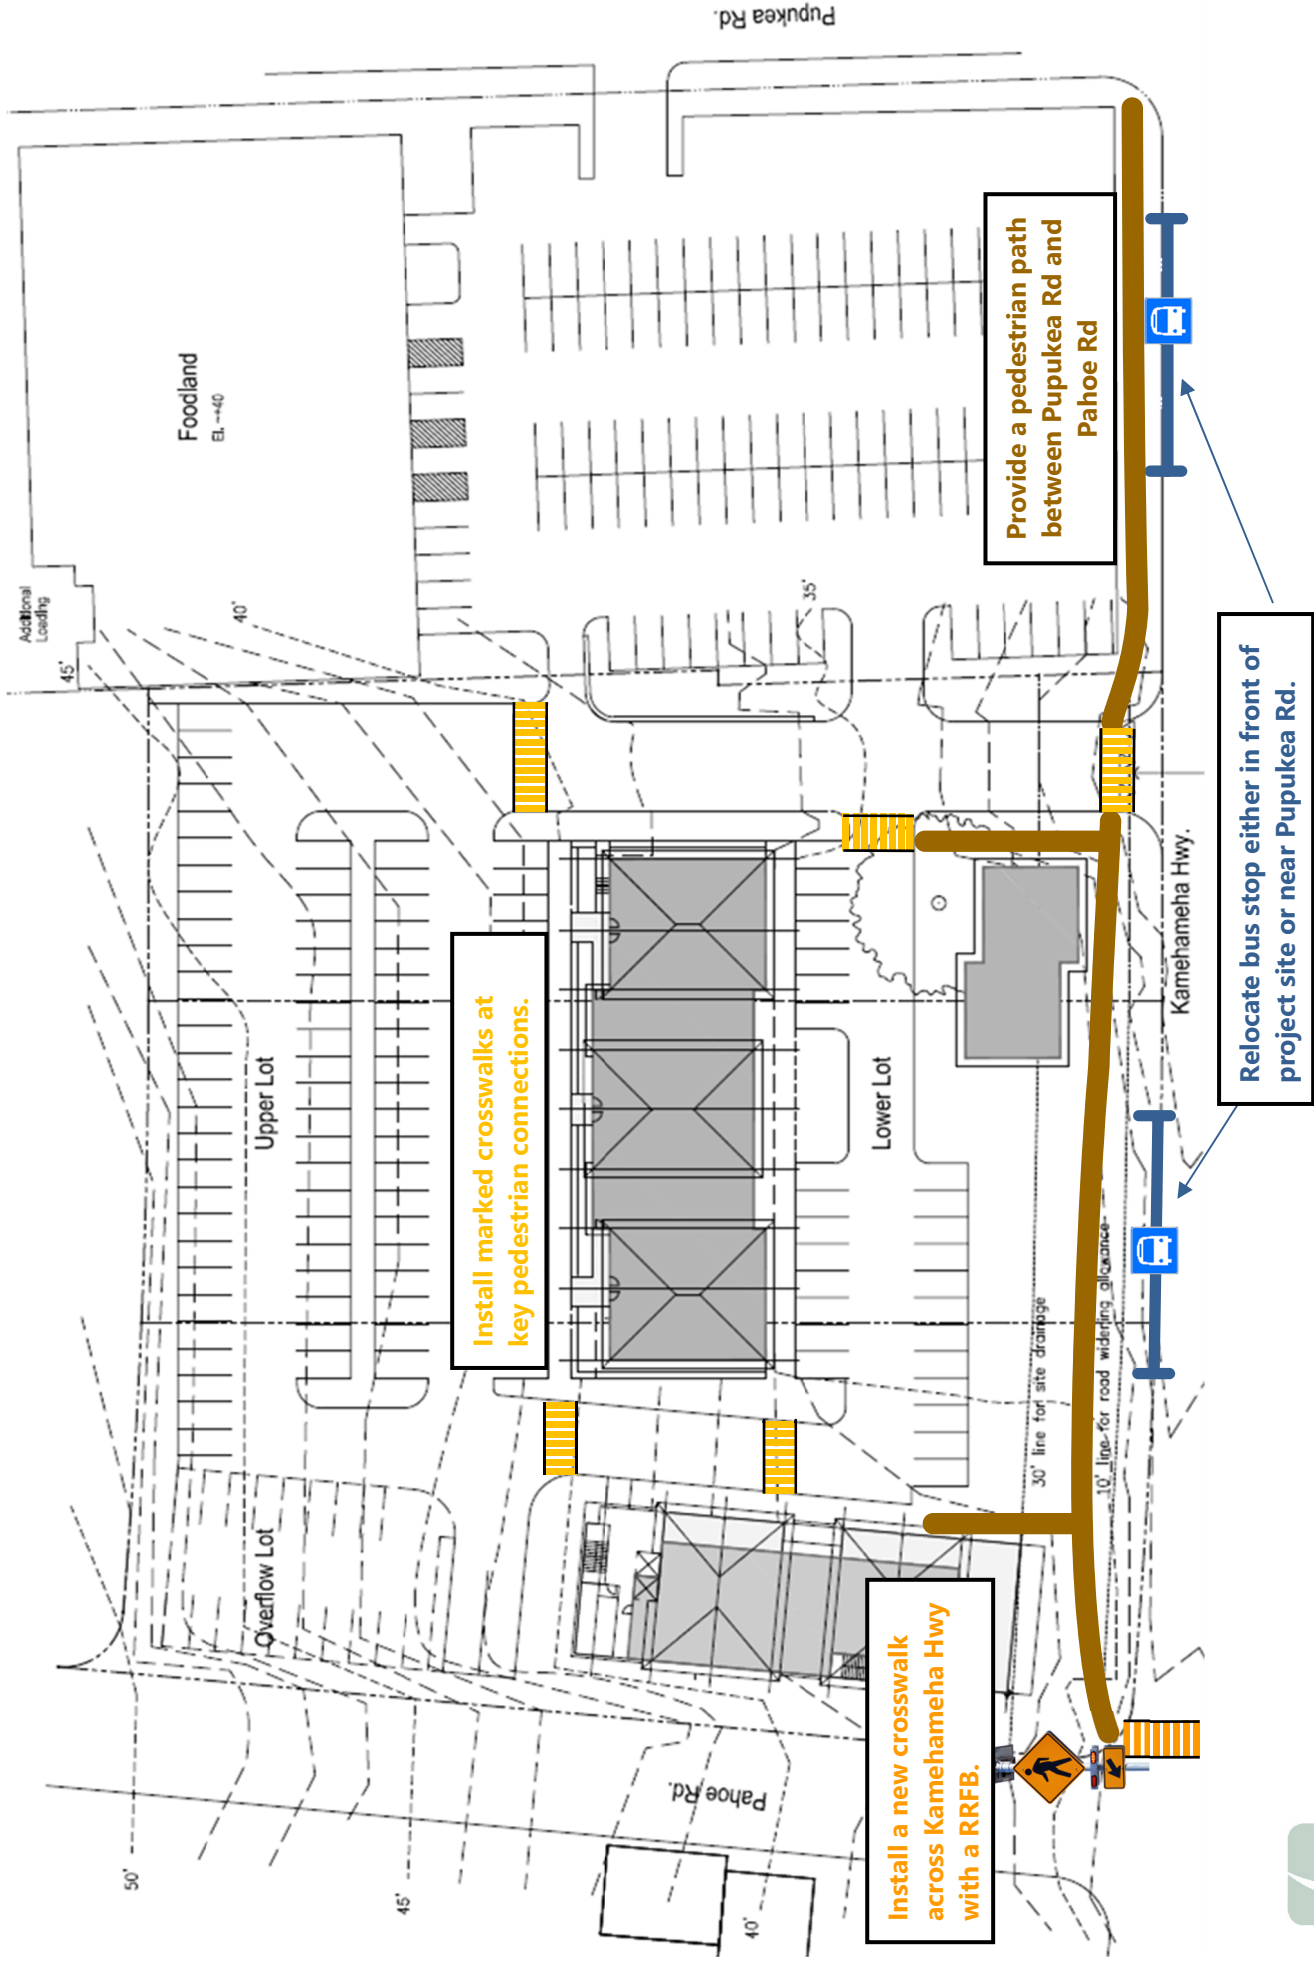 Pupukea Rd.
Additional
Loading
45'
Foodland
El. ~+40
40'
35'
Provide a pedestrian path
between Pupukea Rd and
Pahoe Rd
Relocate bus stop either in front of
project site or near Pupukea Rd.
Kamehameha Hwy.
Upper Lot
Install marked crosswalks at
key pedestrian connections.
Lower Lot
30' line for site drainage
10' line for road widening allowance
Overflow Lot
Install a new crosswalk
across Kamehameha Hwy
with a RRFB.
Pahoe Rd.
50'
45'
40'